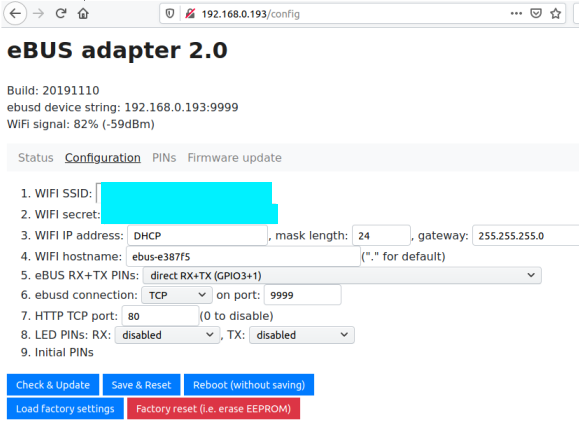 192.168.0.193/config
eBUS adapter 2.0
Build: 20191110
ebusd device string: 192.168.0.193:9999
WiFi signal: 82% (-59dBm)
Status Configuration PINs Firmware update
1. WIFI SSID:
2. WIFI secret:
3. WIFI IP address: DHCP , mask length: 24 , gateway: 255.255.255.0
4. WIFI hostname: ebus-e387f5 ("." for default)
5. eBUS RX+TX PINs: direct RX+TX (GPIO3+1)
6. ebusd connection: TCP on port: 9999
7. HTTP TCP port: 80 (0 to disable)
8. LED PINs: RX: disabled , TX: disabled
9. Initial PINs
Check & Update Save & Reset Reboot (without saving)
Load factory settings Factory reset (i.e. erase EEPROM)